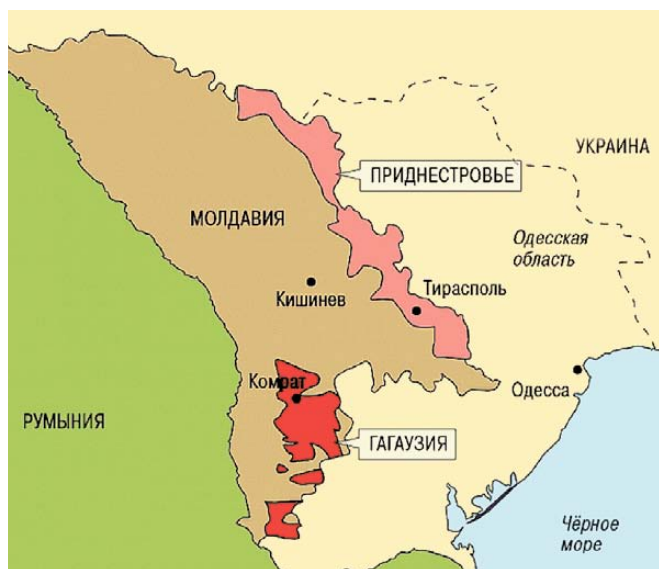 УКРАИНА
ПРИДНЕСТРОВЬЕ
МОЛДАВИЯ
Одесская
область
Тирасполь
Кишинев
Комрат
Одесса
РУМЫНИЯ
ГАГАУЗИЯ
Чёрное
море